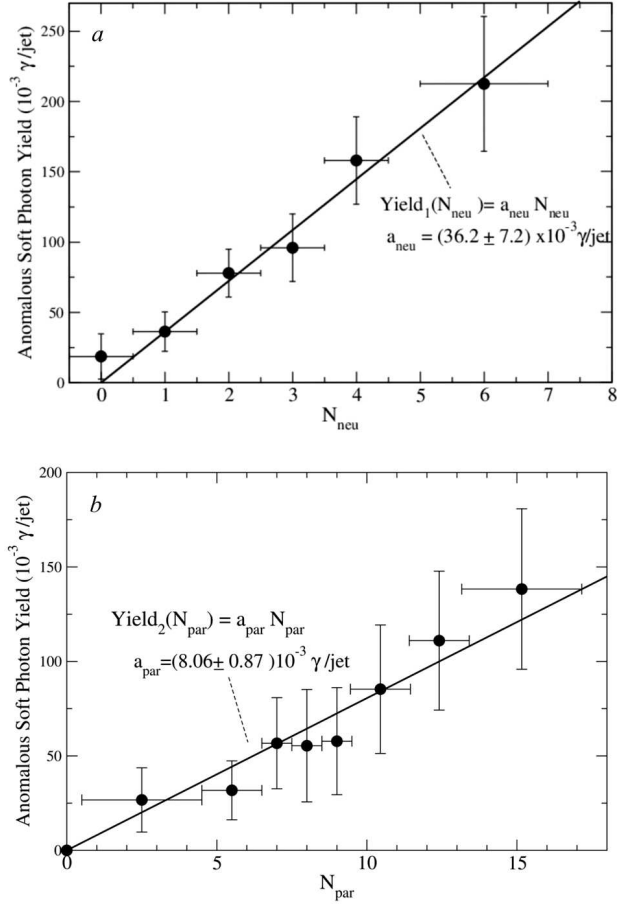 a
Anomalous Soft Photon Yield (10⁻³ γ/jet)
250
200
150
100
50
0
Yield₁(N_neu) = a_neu N_neu
a_neu = (36.2 ± 7.2) x10⁻³ γ/jet
0 1 2 3 4 5 6 7 8
N_neu
b
Anomalous Soft Photon Yield (10⁻³ γ/jet)
200
150
100
50
0
Yield₂(N_par) = a_par N_par
a_par=(8.06± 0.87 )10⁻³ γ/jet
0 5 10 15
N_par